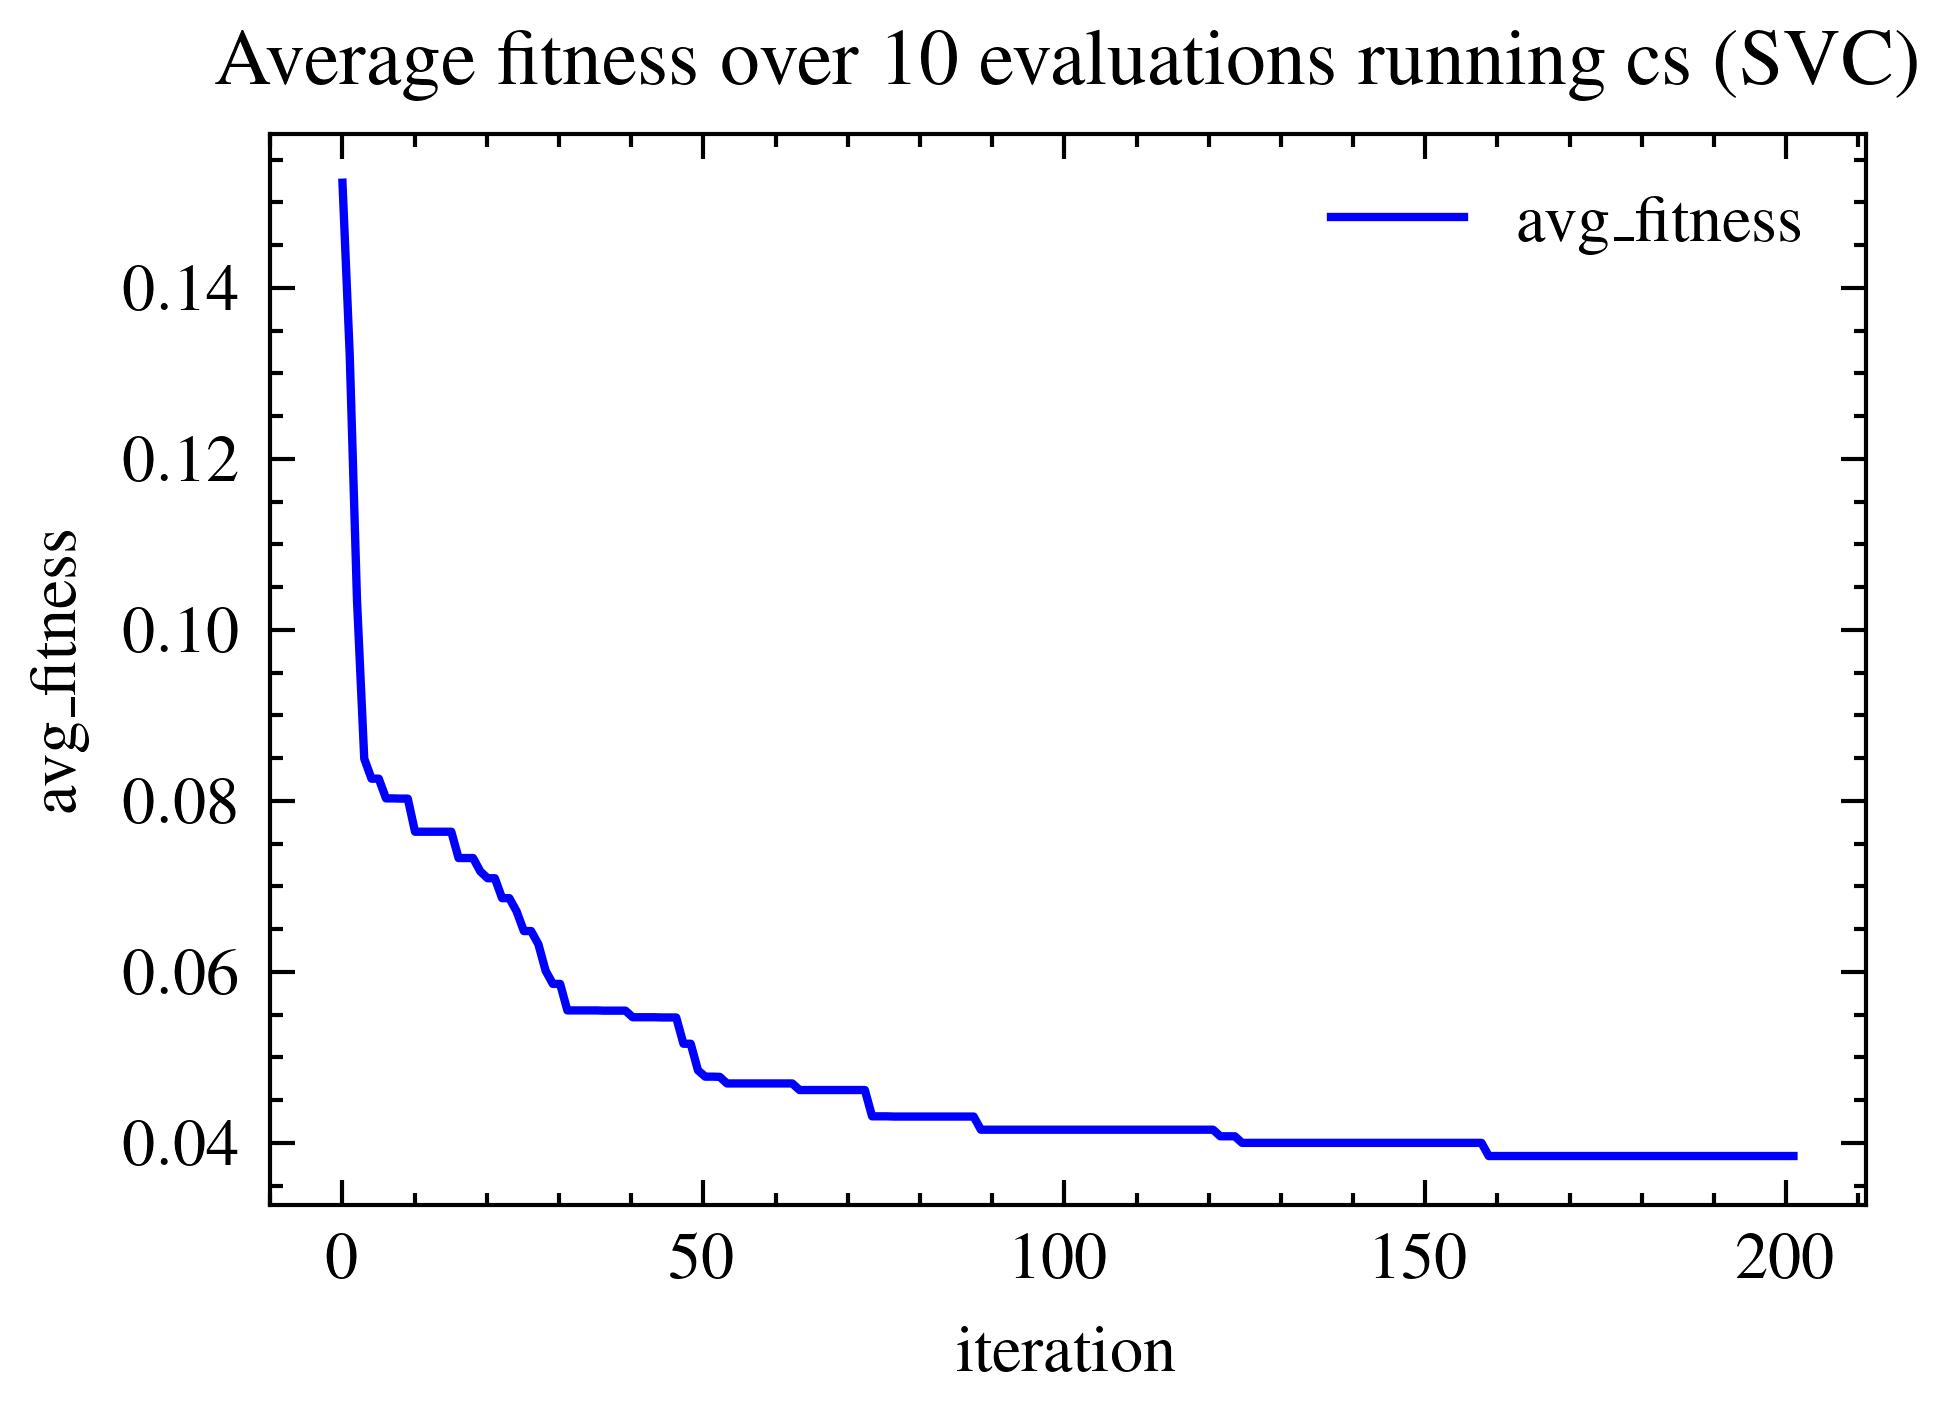 Average fitness over 10 evaluations running cs (SVC)
avg_fitness
0.14
0.12
0.10
0.08
0.06
0.04
avg_fitness
0 50 100 150 200
iteration